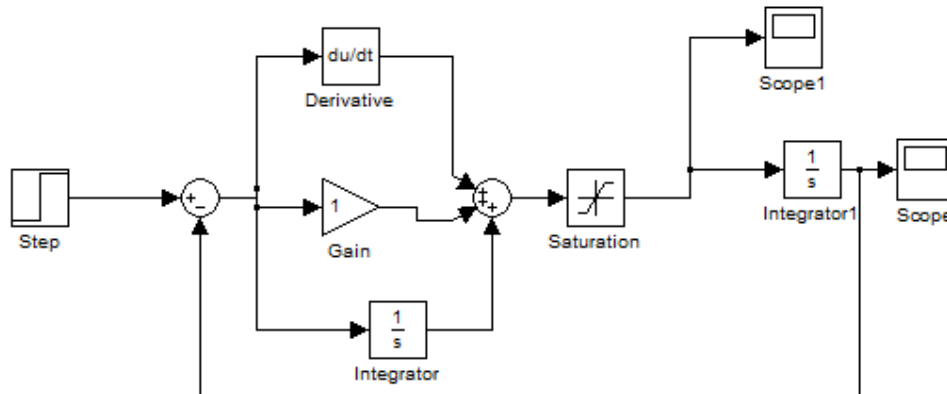 du/dt
Derivative
Scope1
Step
+
−
1
Gain
+
+
+
Saturation
1
s
Integrator1
Scope
1
s
Integrator